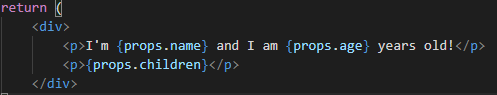 return (
<div>
<p>I'm {props.name} and I am {props.age} years old!</p>
<p>{props.children}</p>
</div>